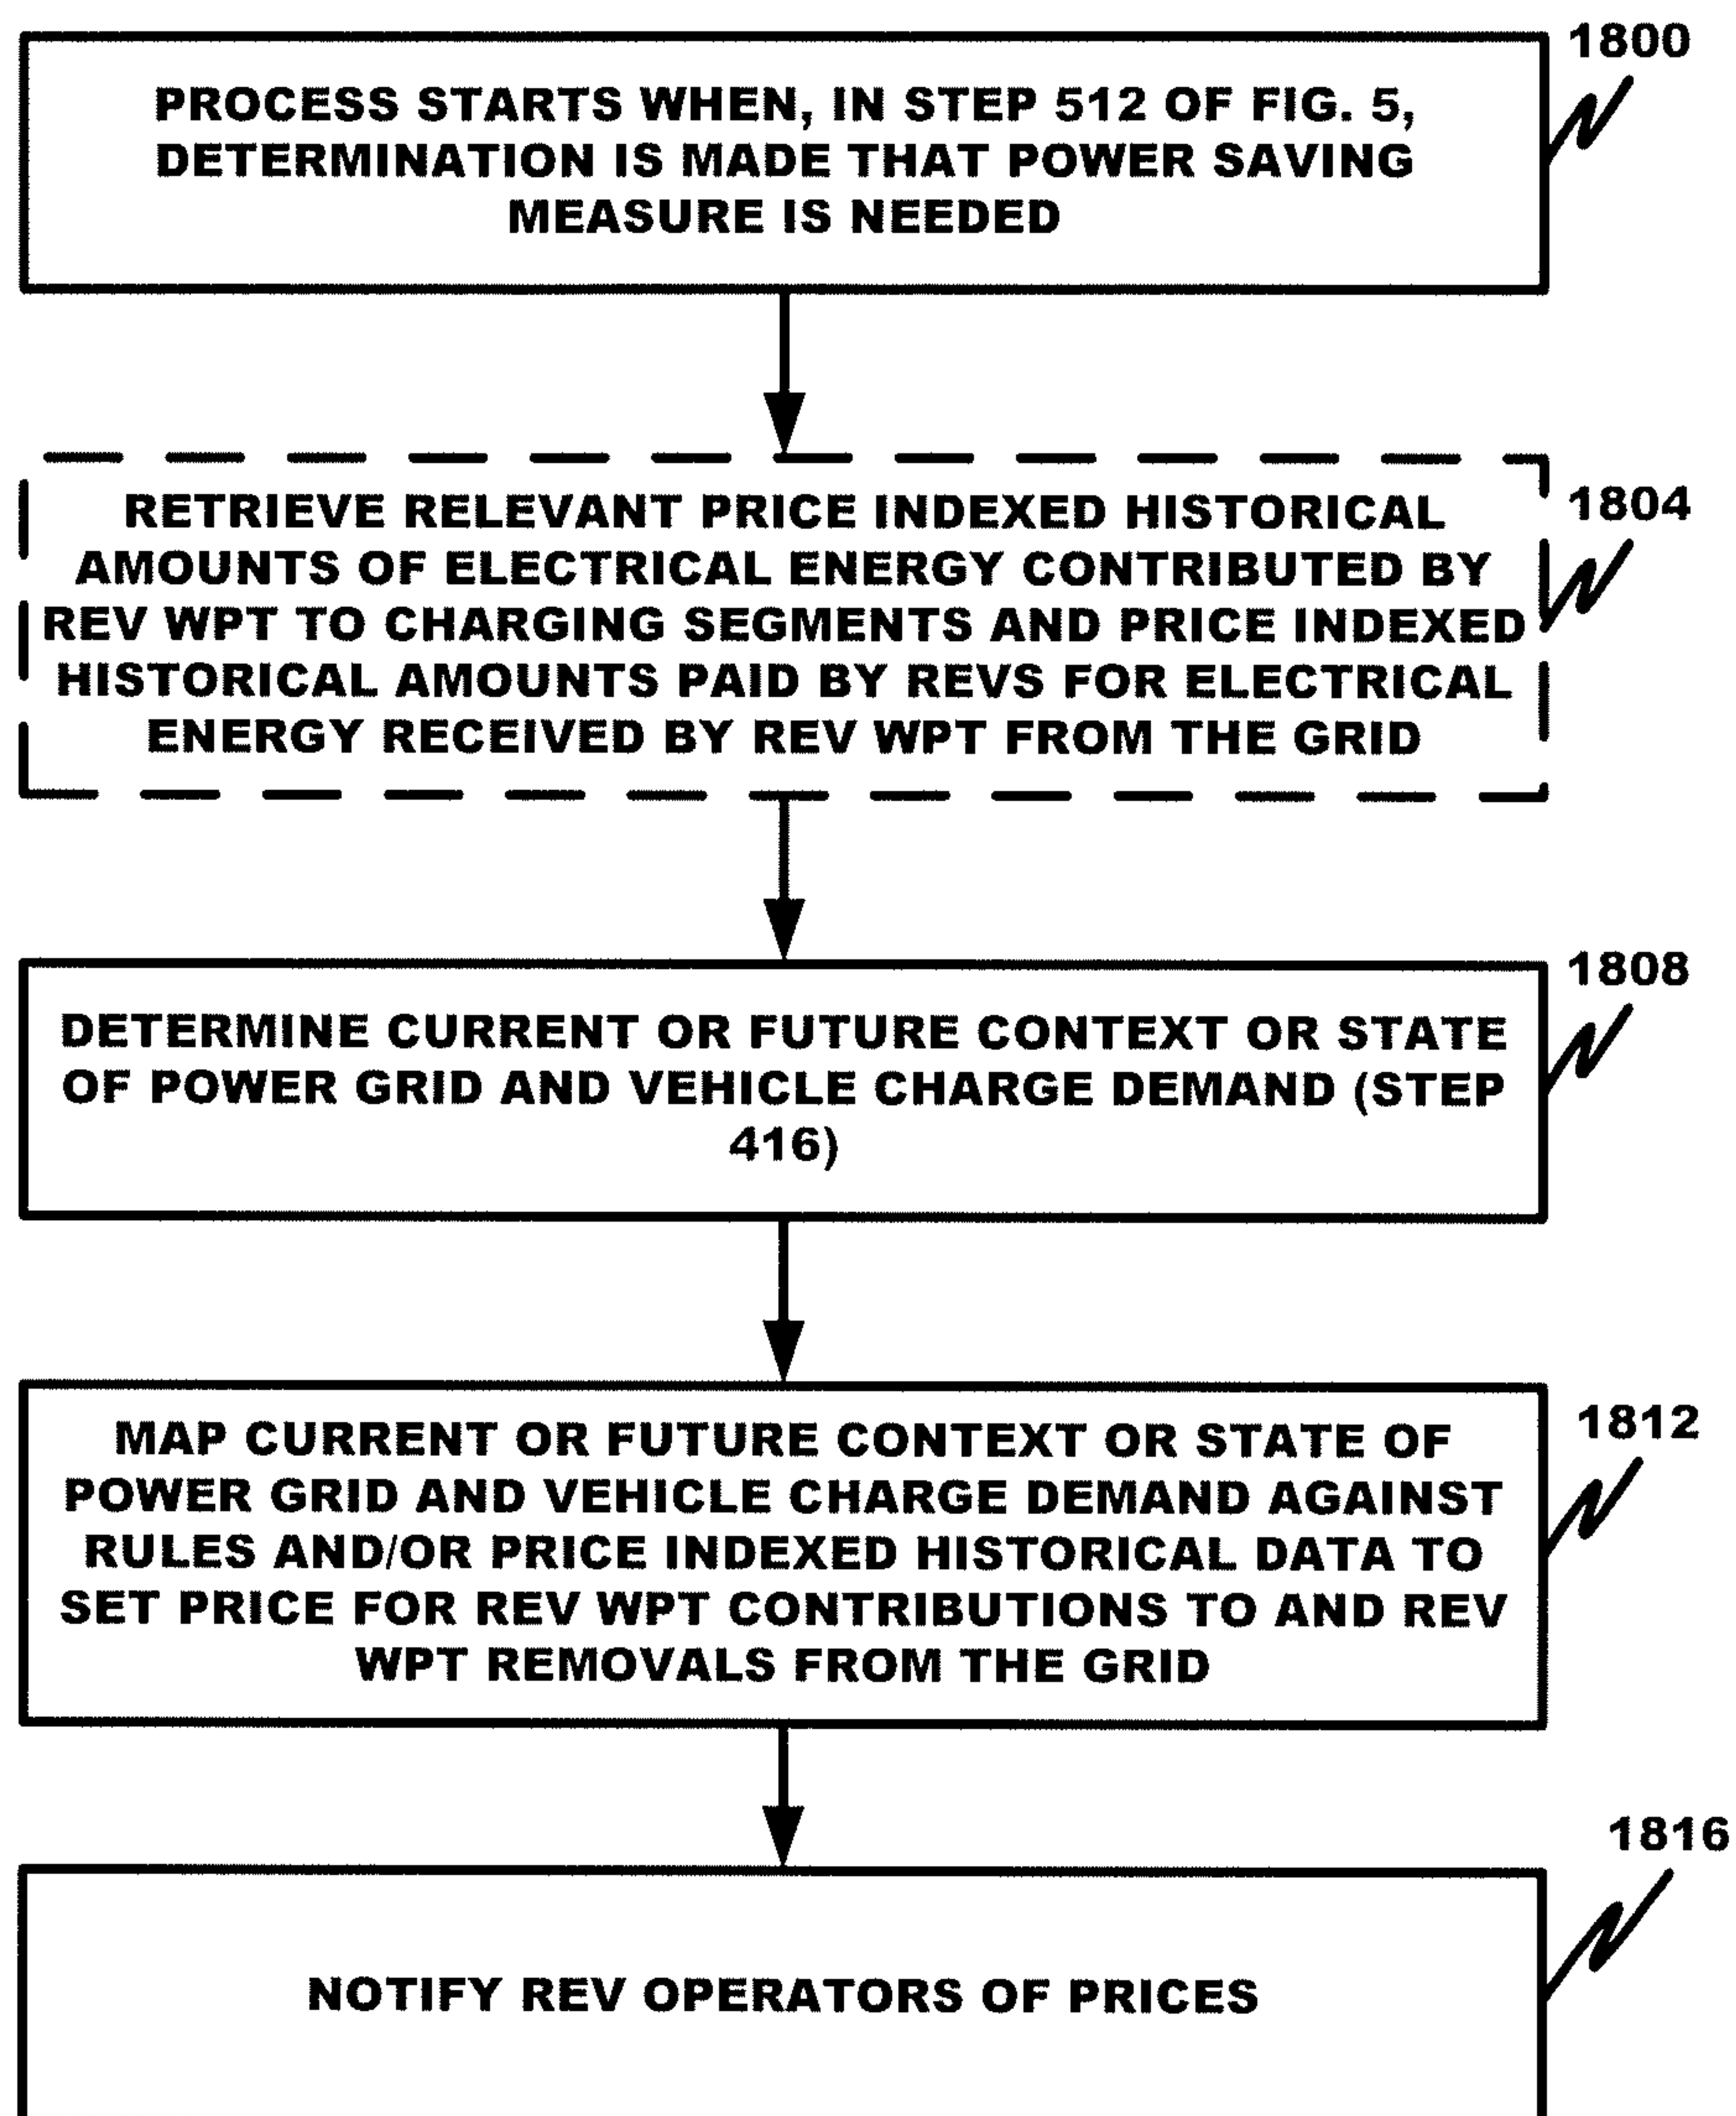 1800
PROCESS STARTS WHEN, IN STEP 512 OF FIG. 5,
DETERMINATION IS MADE THAT POWER SAVING
MEASURE IS NEEDED
1804
RETRIEVE RELEVANT PRICE INDEXED HISTORICAL
AMOUNTS OF ELECTRICAL ENERGY CONTRIBUTED BY
REV WPT TO CHARGING SEGMENTS AND PRICE INDEXED
HISTORICAL AMOUNTS PAID BY REVS FOR ELECTRICAL
ENERGY RECEIVED BY REV WPT FROM THE GRID
1808
DETERMINE CURRENT OR FUTURE CONTEXT OR STATE
OF POWER GRID AND VEHICLE CHARGE DEMAND (STEP
416)
1812
MAP CURRENT OR FUTURE CONTEXT OR STATE OF
POWER GRID AND VEHICLE CHARGE DEMAND AGAINST
RULES AND/OR PRICE INDEXED HISTORICAL DATA TO
SET PRICE FOR REV WPT CONTRIBUTIONS TO AND REV
WPT REMOVALS FROM THE GRID
1816
NOTIFY REV OPERATORS OF PRICES